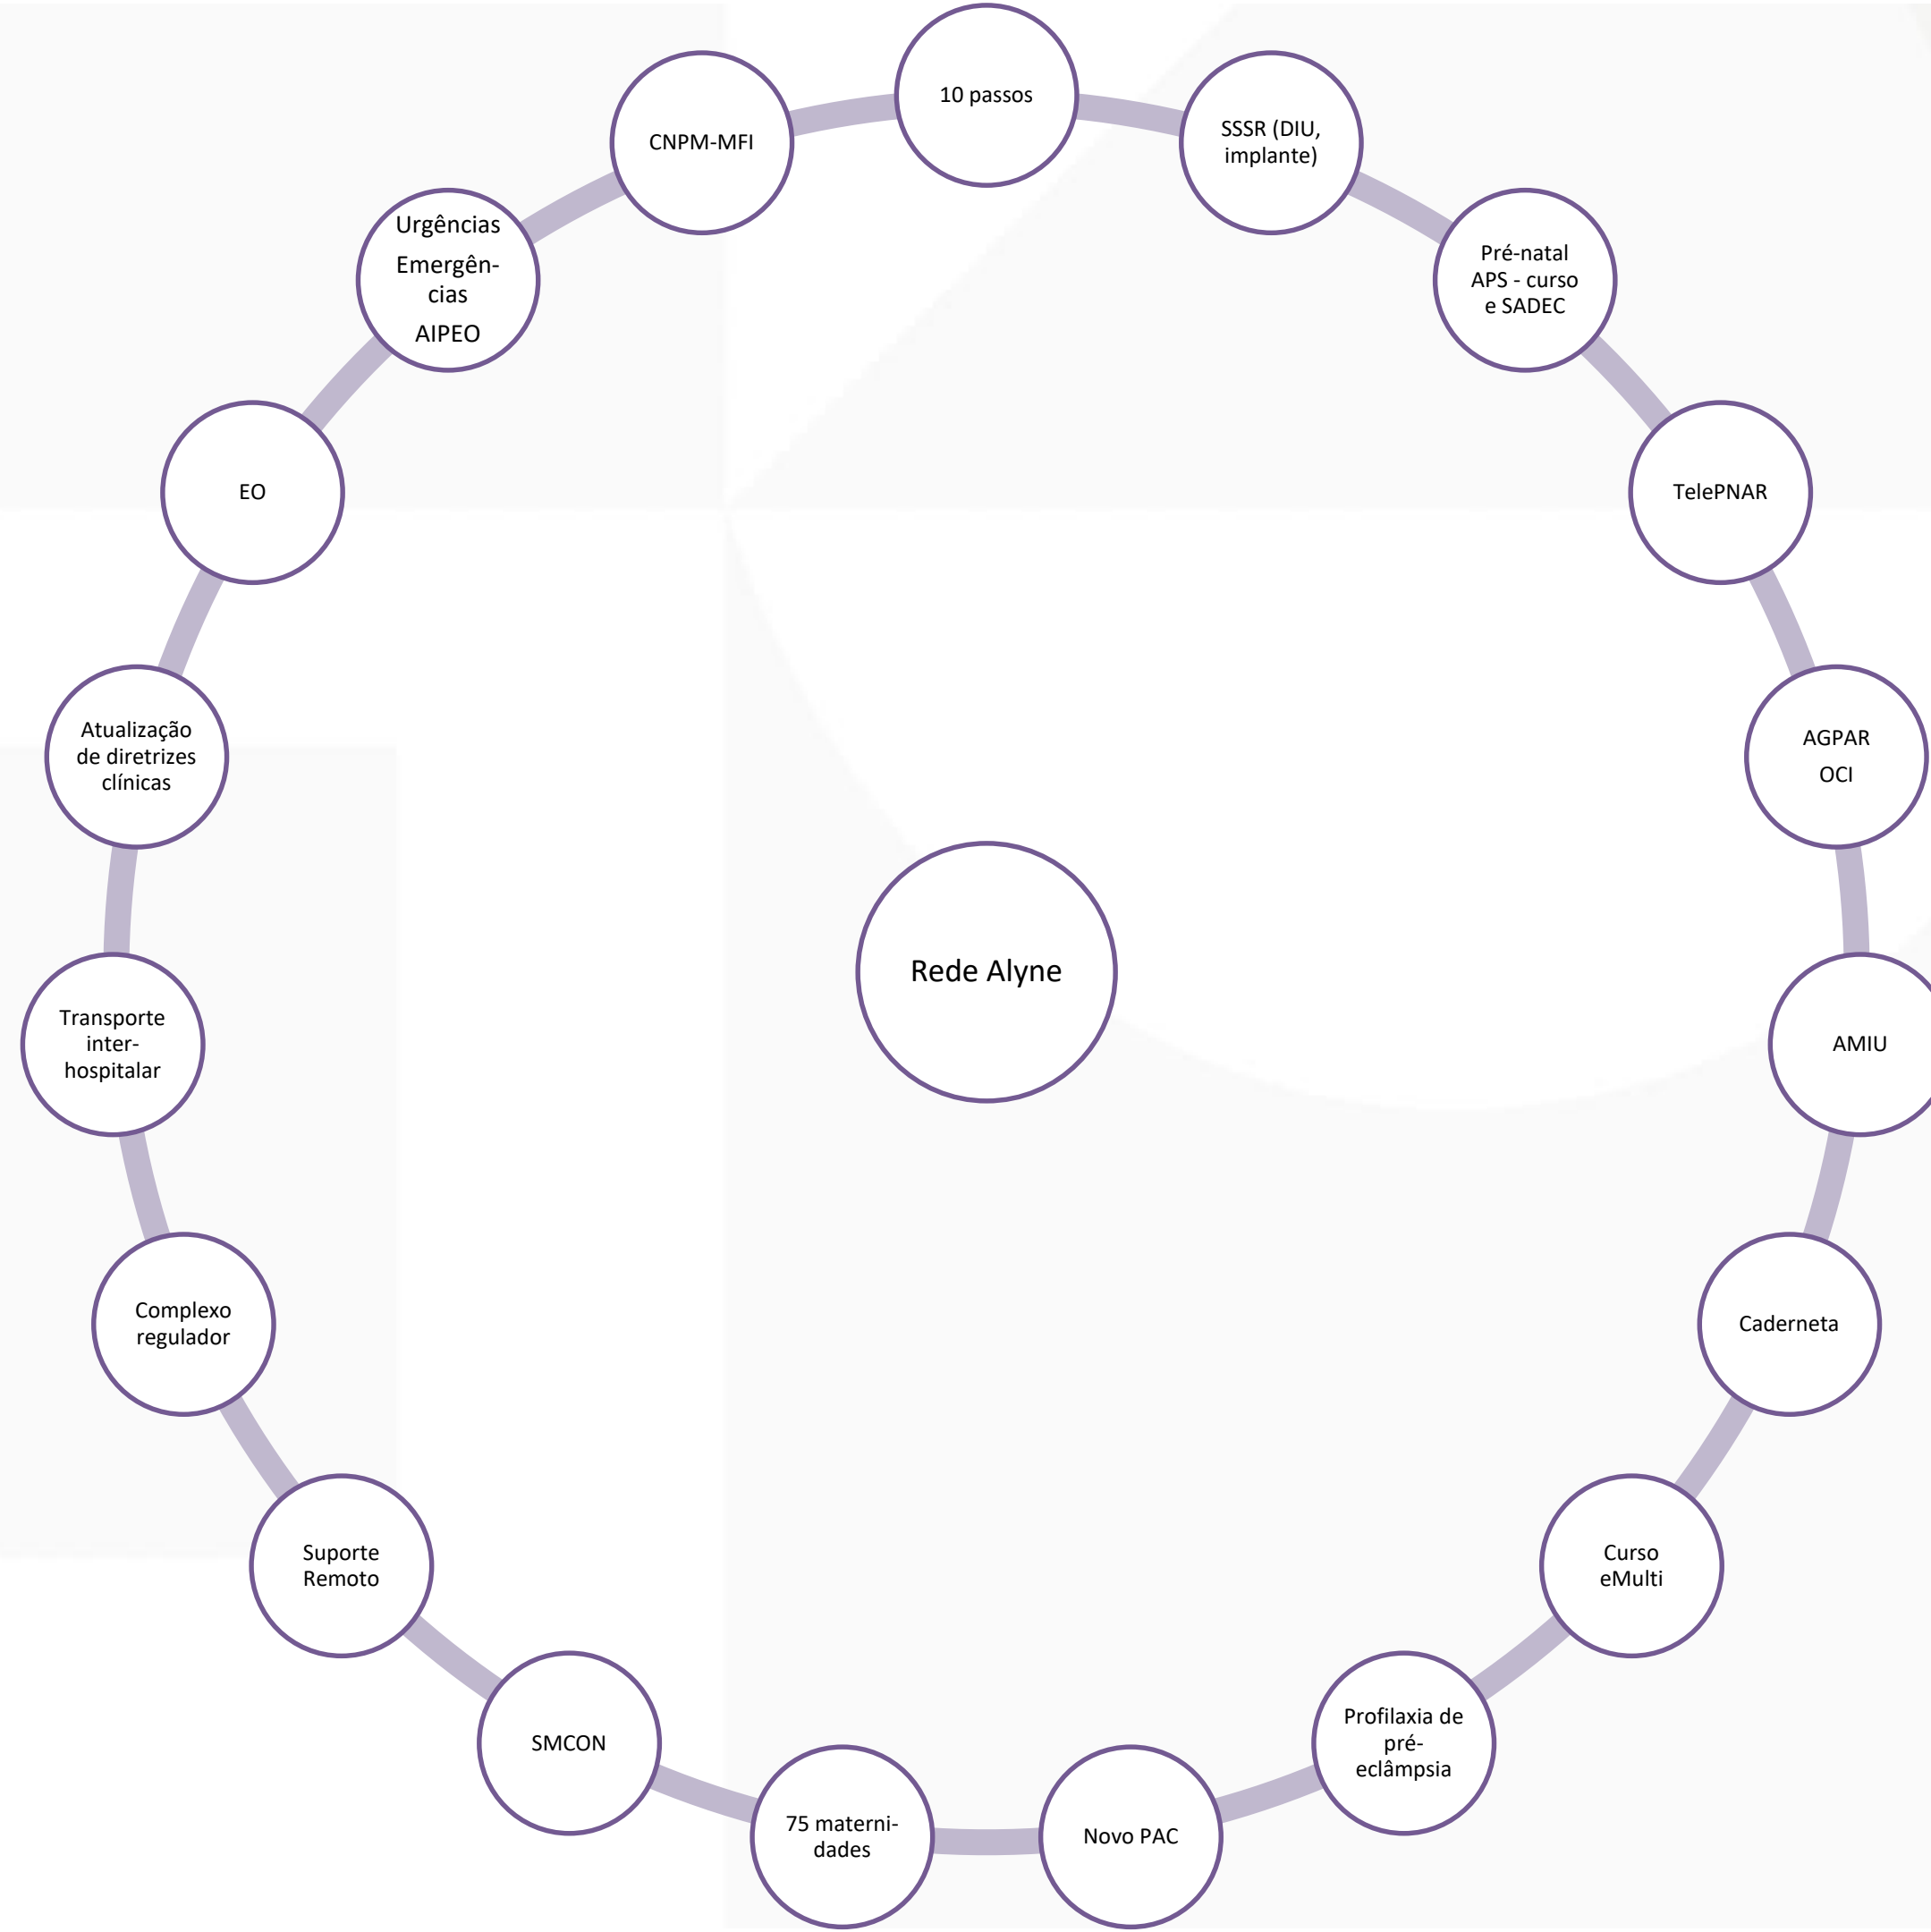 10 passos
SSSR (DIU,
implante)
Pré-natal
APS - curso
e SADEC
TelePNAR
AGPAR
OCI
AMIU
Caderneta
Curso
eMulti
Profilaxia de
pré-
eclâmpsia
Novo PAC
75 materni-
dades
SMCON
Suporte
Remoto
Complexo
regulador
Transporte
inter-
hospitalar
Atualização
de diretrizes
clínicas
EO
Urgências
Emergên-
cias
AIPEO
CNPM-MFI
Rede Alyne